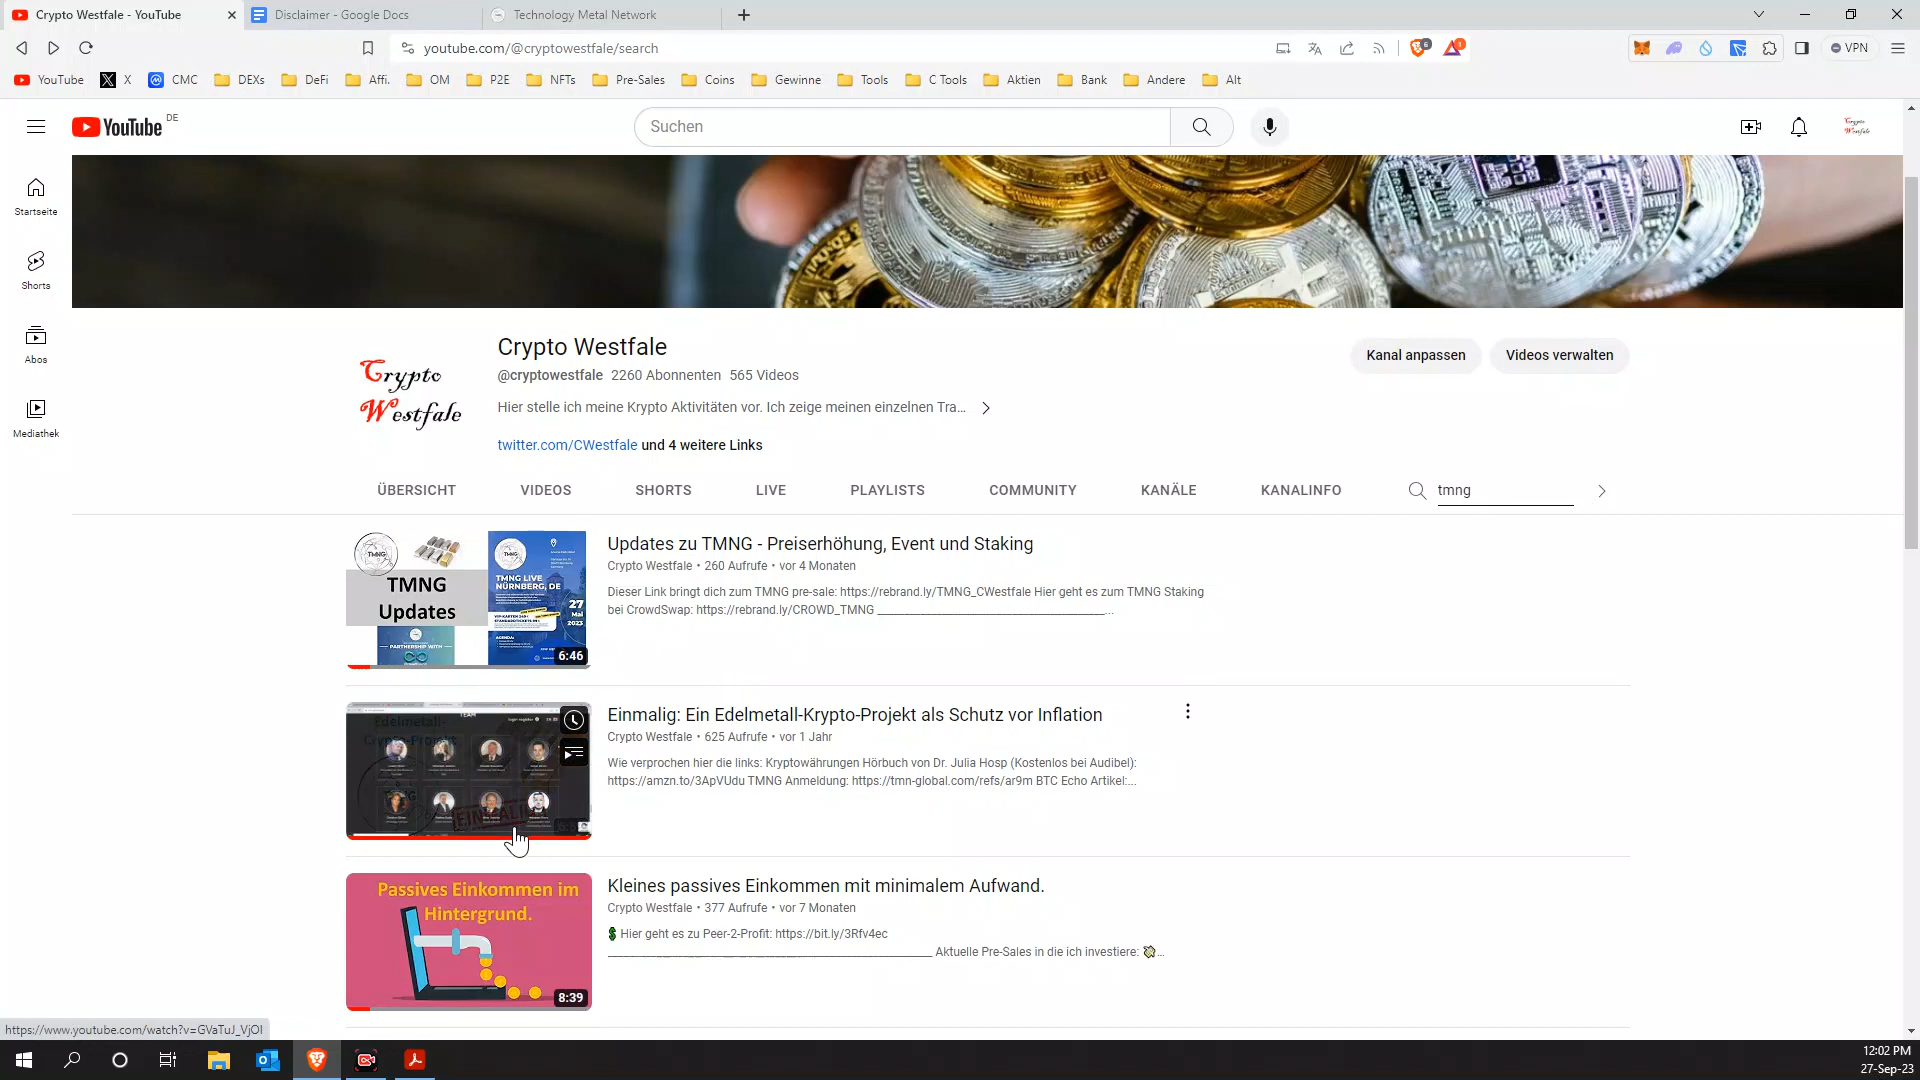 Crypto Westfale - YouTube
Disclaimer - Google Docs
Technology Metal Network
youtube.com/@cryptowestfale/search
VPN
YouTube
X
CMC
DEXs
DeFi
Affi.
OM
P2E
NFTs
Pre-Sales
Coins
Gewinne
Tools
C Tools
Aktien
Bank
Andere
Alt
YouTube DE
Suchen
Crypto Westfale
Startseite
Shorts
Abos
Mediathek
Crypto Westfale
Crypto Westfale
@cryptowestfale 2260 Abonnenten 565 Videos
Hier stelle ich meine Krypto Aktivitäten vor. Ich zeige meinen einzelnen Tra...
twitter.com/CWestfale und 4 weitere Links
Kanal anpassen
Videos verwalten
ÜBERSICHT
VIDEOS
SHORTS
LIVE
PLAYLISTS
COMMUNITY
KANÄLE
KANALINFO
tmng
TMNG
TMNG
Updates
PARTNERSHIP WITH
TMNG LIVE
NÜRNBERG, DE
27
Mai
2023
AGENDA:
6:46
Updates zu TMNG - Preiserhöhung, Event und Staking
Crypto Westfale • 260 Aufrufe • vor 4 Monaten
Dieser Link bringt dich zum TMNG pre-sale: https://rebrand.ly/TMNG_CWestfale Hier geht es zum TMNG Staking
bei CrowdSwap: https://rebrand.ly/CROWD_TMNG ...
TEAM
Einmalig: Ein Edelmetall-Krypto-Projekt als Schutz vor Inflation
Crypto Westfale • 625 Aufrufe • vor 1 Jahr
Wie verprochen hier die links: Kryptowährungen Hörbuch von Dr. Julia Hosp (Kostenlos bei Audibel):
https://amzn.to/3ApVUdu TMNG Anmeldung: https://tmn-global.com/refs/ar9m BTC Echo Artikel:...
Passives Einkommen im
Hintergrund.
8:39
Kleines passives Einkommen mit minimalem Aufwand.
Crypto Westfale • 377 Aufrufe • vor 7 Monaten
Hier geht es zu Peer-2-Profit: https://bit.ly/3Rfv4ec
Aktuelle Pre-Sales in die ich investiere: ...
https://www.youtube.com/watch?v=GVaTuJ_VjOI
12:02 PM
27-Sep-23